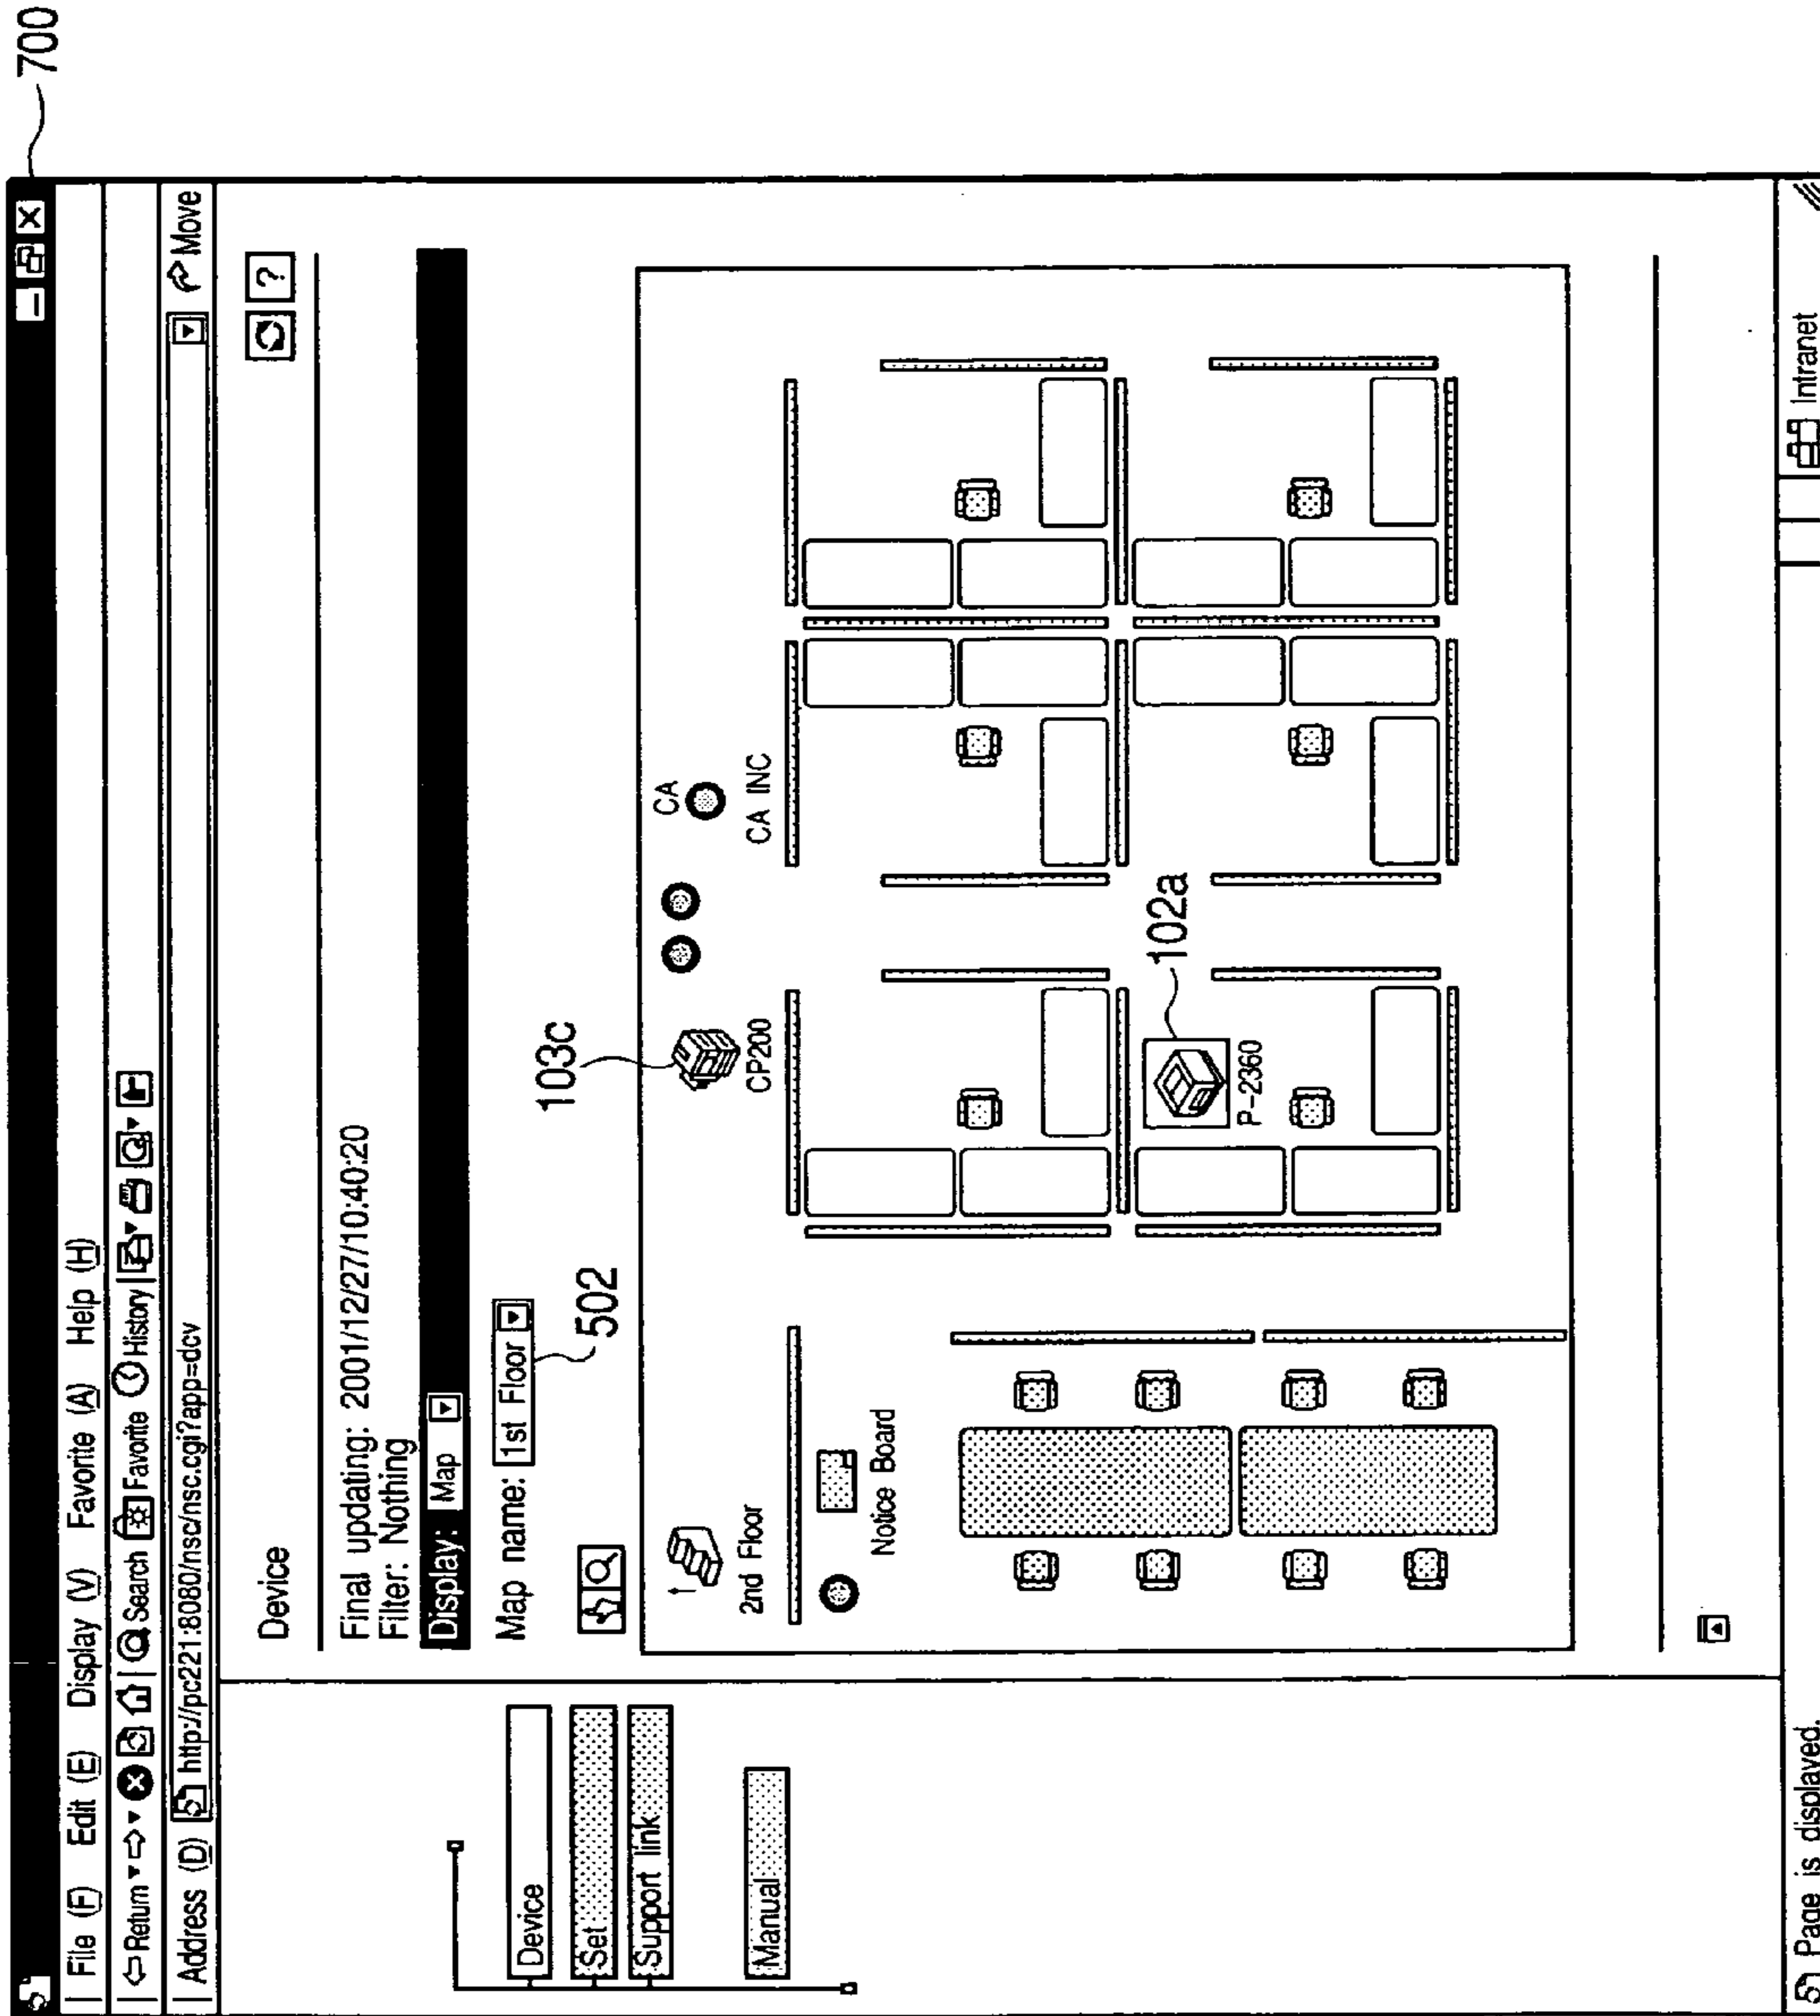 700
File (F) Edit (E) Display (V) Favorite (A) Help (H)
Return Search Favorite History
Address (D) http://pc221:8080/nsc/nsc.cgi?app=dcv Move
Device
Set
Support link
Manual
Device ?
Final updating: 2001/12/27/10:40:20
Filter: Nothing
Display: Map
Map name: 1st Floor
502
103c
CA
2nd Floor
CP200
CA INC
Notice Board
102a
P-2360
Page is displayed. Intranet